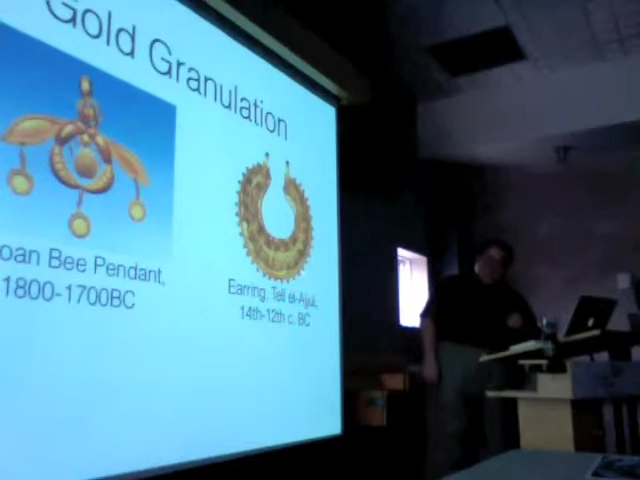 Gold Granulation
oan Bee Pendant,
1800-1700BC
Earring, Tell el-Ajjul,
14th-12th c. BC